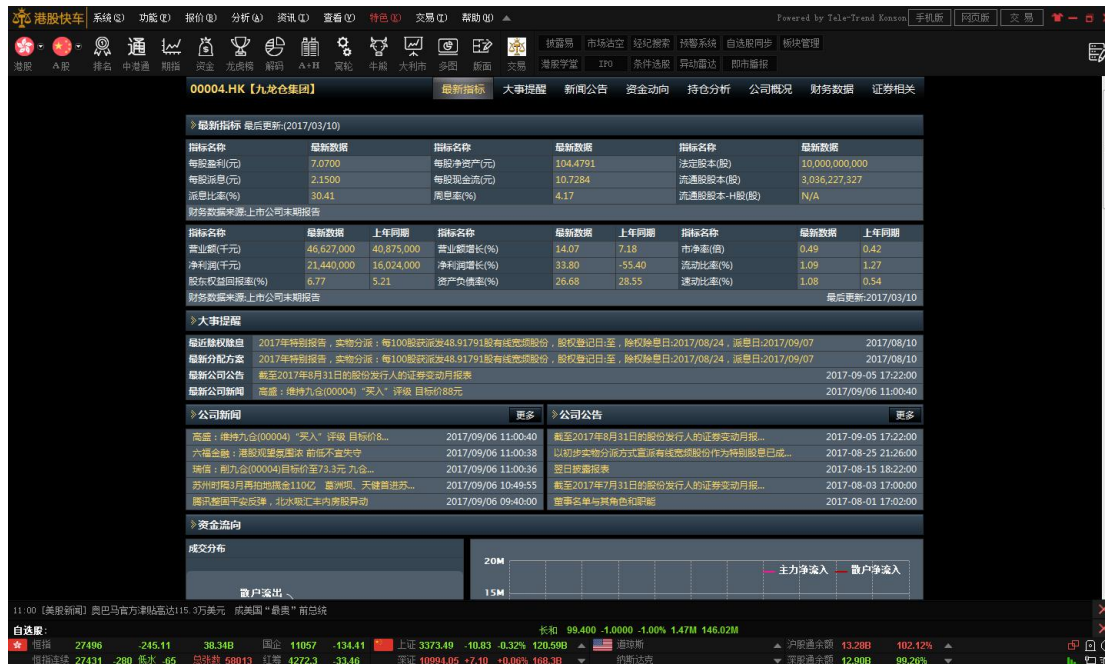 港股快车 系统(S) 功能(F) 报价(B) 分析(A) 资讯(I) 查看(V) 特色(K) 交易(T) 帮助(H) Powered by Tele-Trend Konson 手机版 网页版 交易
披露易 市场沽空 经纪搜索 预警系统 自选股同步 板块管理
港股 A股 排名 中港通 期指 资金 龙虎榜 解码 A+H 窝轮 牛熊 大利市 多图 版面 交易 港股学堂 IPO 条件选股 异动雷达 即市播报
00004.HK【九龙仓集团】 最新指标 大事提醒 新闻公告 资金动向 持仓分析 公司概况 财务数据 证券相关
最新指标 最后更新:(2017/03/10)
指标名称 最新数据 指标名称 最新数据 指标名称 最新数据
每股盈利(元) 7.0700 每股净资产(元) 104.4791 法定股本(股) 10,000,000,000
每股派息(元) 2.1500 每股现金流(元) 10.7284 流通股股本(股) 3,036,227,327
派息比率(%) 30.41 周息率(%) 4.17 流通股股本-H股(股) N/A
财务数据来源:上市公司末期报告
指标名称 最新数据 上年同期 指标名称 最新数据 上年同期 指标名称 最新数据 上年同期
营业额(千元) 46,627,000 40,875,000 营业额增长(%) 14.07 7.18 市净率(倍) 0.49 0.42
净利润(千元) 21,440,000 16,024,000 净利润增长(%) 33.80 -55.40 流动比率(%) 1.09 1.27
股东权益回报率(%) 6.77 5.21 资产负债率(%) 26.68 28.55 速动比率(%) 1.08 0.54
财务数据来源:上市公司末期报告 最后更新:2017/03/10
大事提醒
最近除权除息 2017年特别报告，实物分派：每100股获派发48.91791股有线宽频股份，股权登记日:至，除权除息日:2017/08/24，派息日:2017/09/07 2017/08/10
最新分配方案 2017年特别报告，实物分派：每100股获派发48.91791股有线宽频股份，股权登记日:至，除权除息日:2017/08/24，派息日:2017/09/07 2017/08/10
最新公司公告 截至2017年8月31日的股份发行人的证券变动月报表 2017-09-05 17:22:00
最新公司新闻 高盛：维持九仓(00004)“买入”评级 目标价88元 2017/09/06 11:00:40
公司新闻 更多 公司公告 更多
高盛：维持九仓(00004)“买入”评级 目标价8... 2017/09/06 11:00:40 截至2017年8月31日的股份发行人的证券变动月报... 2017-09-05 17:22:00
六福金融：港股观望氛围浓 前低不宜失守 2017/09/06 11:00:38 以初步实物分派方式宣派有线宽频股份作为特别股息已成... 2017-08-25 21:26:00
瑞信：削九仓(00004)目标价至73.3元 九仓... 2017/09/06 11:00:36 翌日披露报表 2017-08-15 18:22:00
苏州时隔3月再拍地揽金110亿 葛洲坝、天健首进苏... 2017/09/06 10:49:55 截至2017年7月31日的股份发行人的证券变动月报... 2017-08-03 17:00:00
腾讯整固平安反弹，北水吸汇丰内房股异动 2017/09/06 09:40:00 董事名单与其角色和职能 2017-08-01 17:02:00
资金流向
成交分布
20M
主力净流入 散户净流入
散户流出
15M
11:00 [美股新闻] 奥巴马官方津贴高达115.3万美元 成美国“最贵”前总统
自选股: 长和 99.400 -1.0000 -1.00% 1.47M 146.02M
恒指 27496 -245.11 38.34B 国企 11057 -134.41 上证 3373.49 -10.83 -0.32% 120.59B 道琼斯 沪股通余额 13.28B 102.12%
恒指连续 27431 -280 低水 -65 总张数 58013 红筹 4272.3 -33.46 深证 10994.05 +7.10 +0.06% 168.3B 纳斯达克 深股通余额 12.90B 99.26%